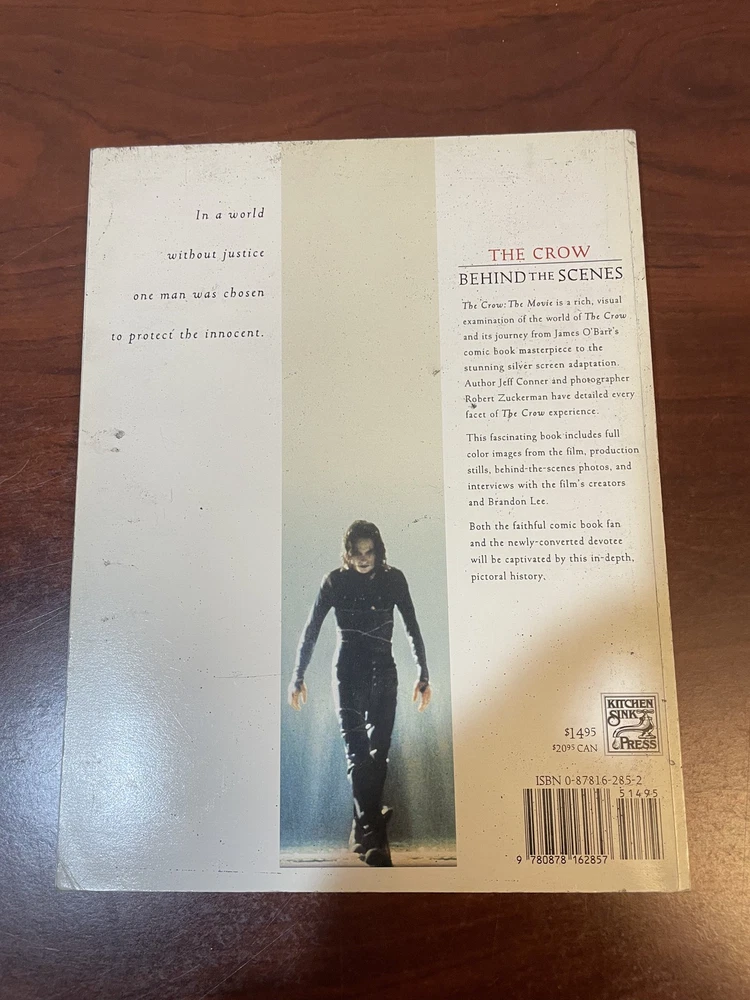 In a world
without justice
one man was chosen
to protect the innocent.
THE CROW
BEHIND THE SCENES
The Crow: The Movie is a rich, visual
examination of the world of The Crow
and its journey from James O'Barr's
comic book masterpiece to the
stunning silver screen adaptation.
Author Jeff Conner and photographer
Robert Zuckerman have detailed every
facet of The Crow experience.
This fascinating book includes full
color images from the film, production
stills, behind-the-scenes photos, and
interviews with the film's creators
and Brandon Lee.
Both the faithful comic book fan
and the newly-converted devotee
will be captivated by this in-depth,
pictoral history.
KITCHEN
SINK
PRESS
$1495
$2095 CAN
ISBN 0-87816-285-2
51495
9 780878 162857